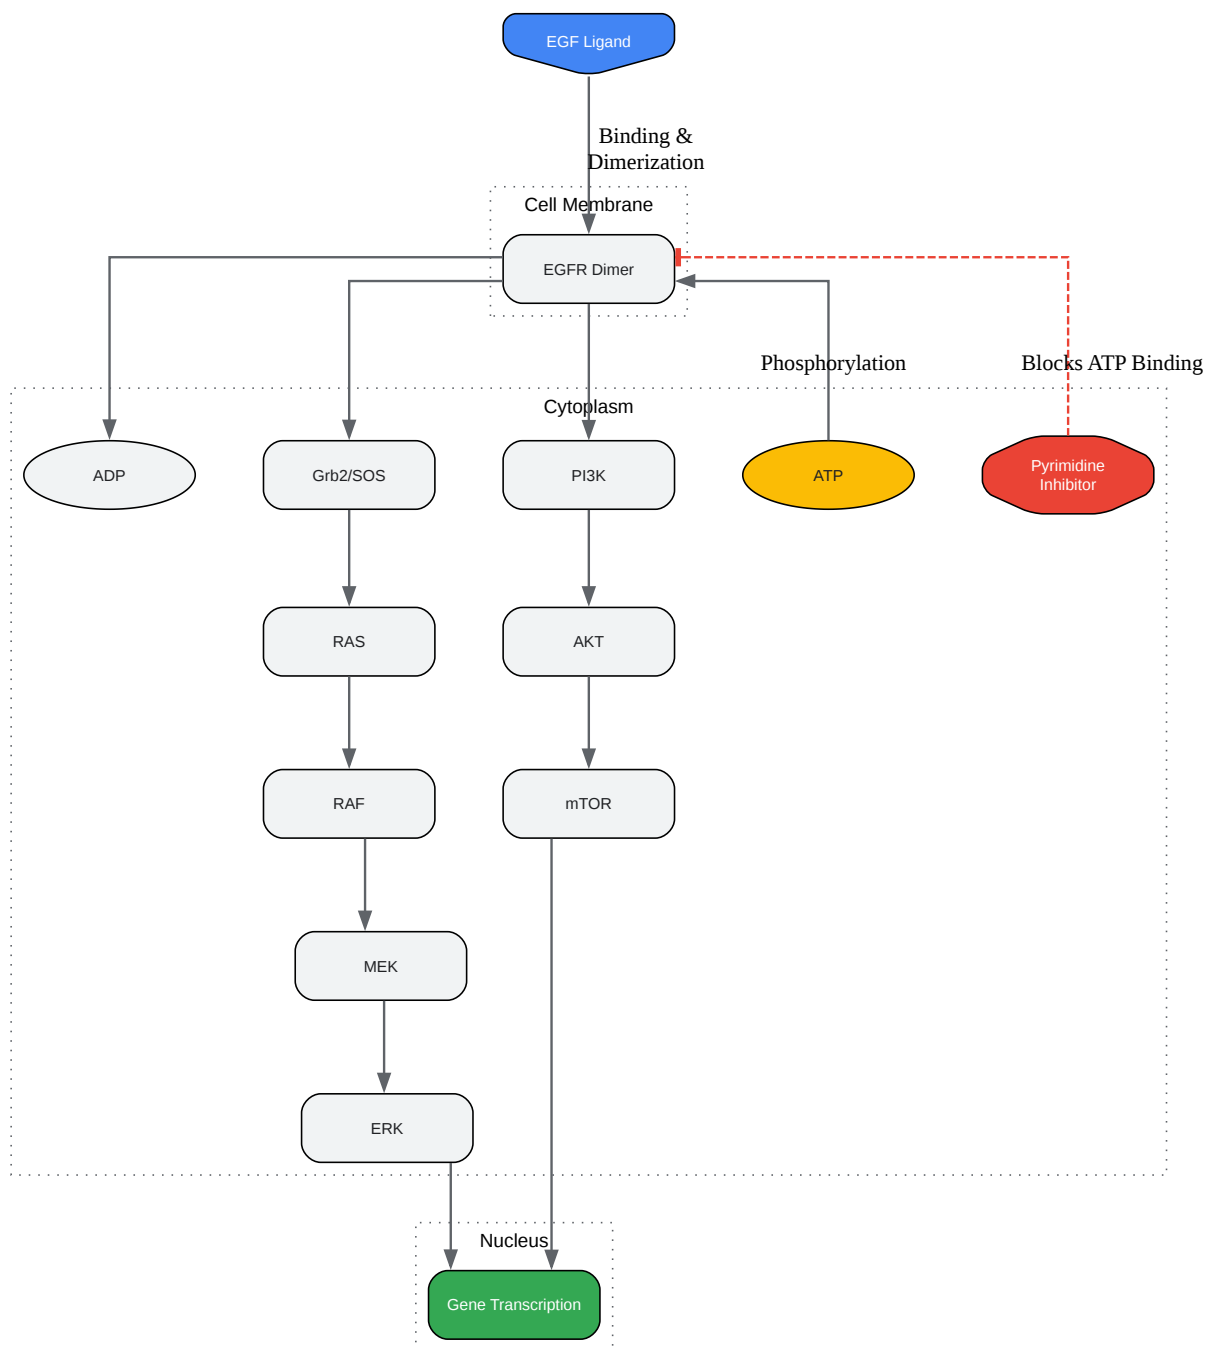 EGF Ligand
Binding &
Dimerization
Cell Membrane
EGFR Dimer
Phosphorylation
Blocks ATP Binding
Cytoplasm
ADP
Grb2/SOS
PI3K
ATP
Pyrimidine
Inhibitor
RAS
AKT
RAF
mTOR
MEK
ERK
Nucleus
Gene Transcription